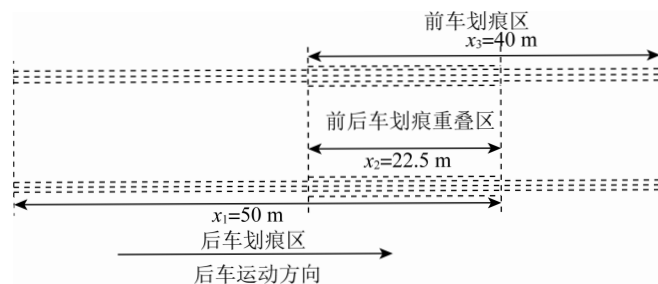 前车划痕区
x₃=40 m
前后车划痕重叠区
x₂=22.5 m
x₁=50 m
后车划痕区
后车运动方向